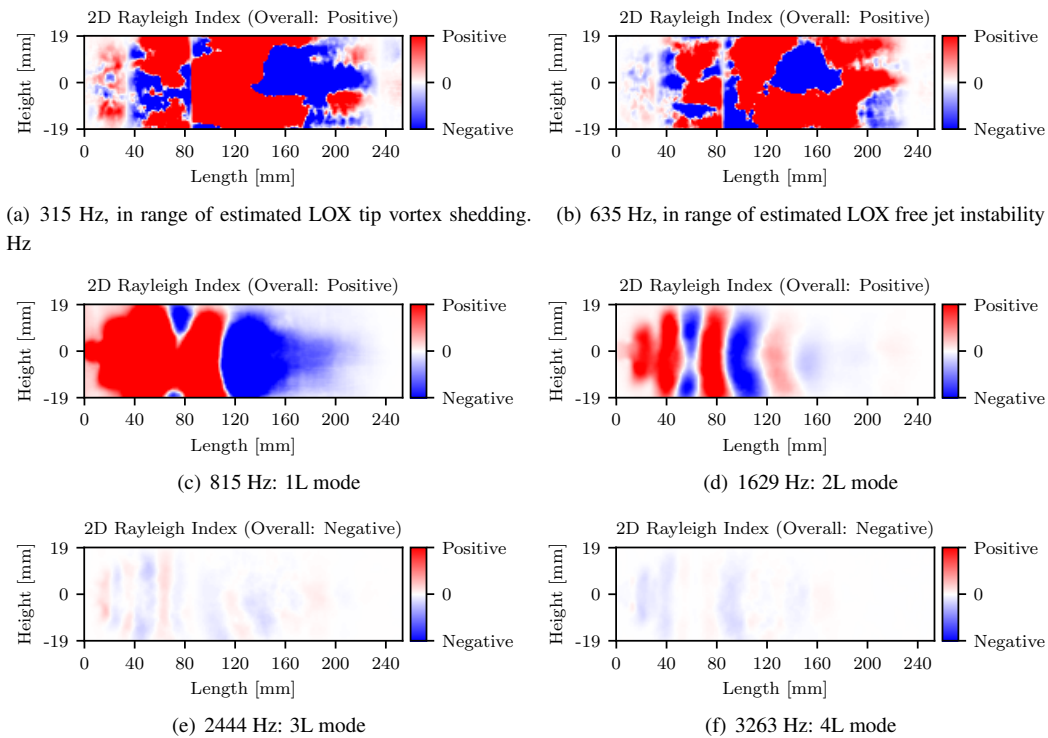 2D Rayleigh Index (Overall: Positive)
Height [mm]
19
0
-19
0 40 80 120 160 200 240
Length [mm]
Positive
0
Negative
(a) 315 Hz, in range of estimated LOX tip vortex shedding.
Hz
2D Rayleigh Index (Overall: Positive)
Height [mm]
19
0
-19
0 40 80 120 160 200 240
Length [mm]
Positive
0
Negative
(b) 635 Hz, in range of estimated LOX free jet instability
2D Rayleigh Index (Overall: Positive)
Height [mm]
19
0
-19
0 40 80 120 160 200 240
Length [mm]
Positive
0
Negative
(c) 815 Hz: 1L mode
2D Rayleigh Index (Overall: Positive)
Height [mm]
19
0
-19
0 40 80 120 160 200 240
Length [mm]
Positive
0
Negative
(d) 1629 Hz: 2L mode
2D Rayleigh Index (Overall: Negative)
Height [mm]
19
0
-19
0 40 80 120 160 200 240
Length [mm]
Positive
0
Negative
(e) 2444 Hz: 3L mode
2D Rayleigh Index (Overall: Negative)
Height [mm]
19
0
-19
0 40 80 120 160 200 240
Length [mm]
Positive
0
Negative
(f) 3263 Hz: 4L mode